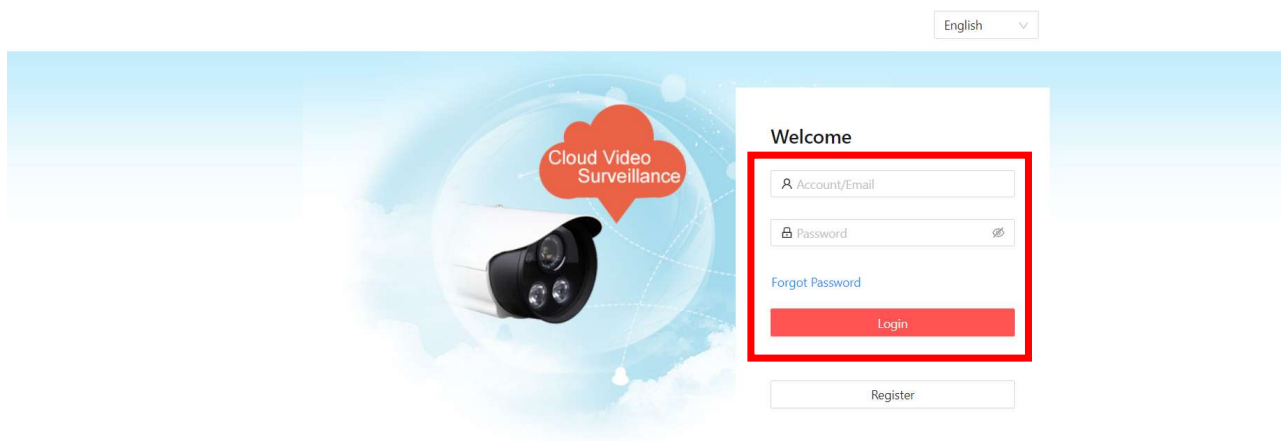 English
Cloud Video
Surveillance
Welcome
Account/Email
Password
Forgot Password
Login
Register